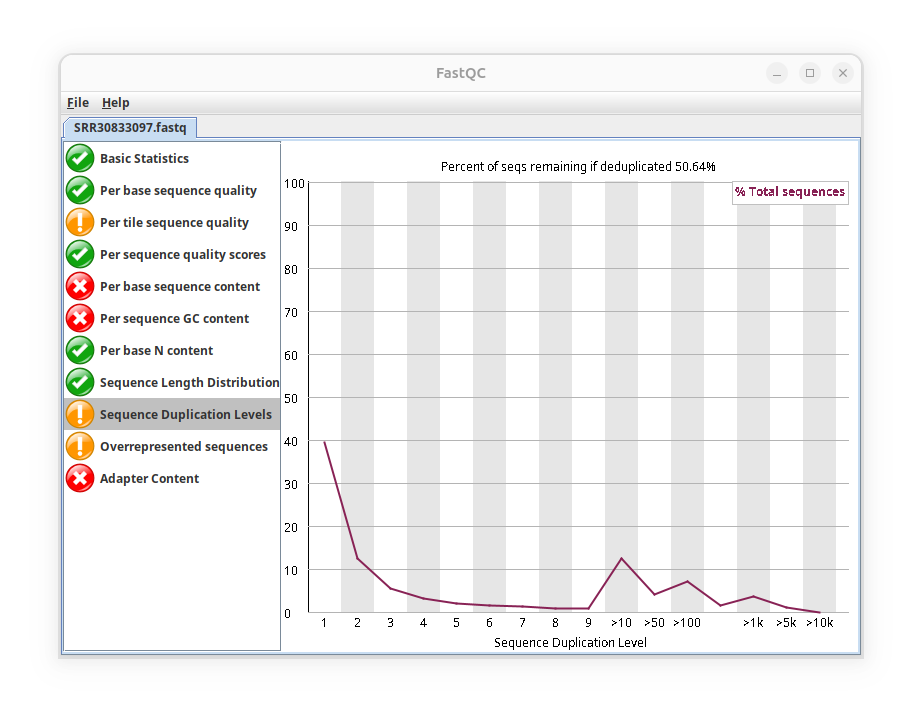 FastQC
File Help
SRR30833097.fastq
Basic Statistics
Per base sequence quality
Per tile sequence quality
Per sequence quality scores
Per base sequence content
Per sequence GC content
Per base N content
Sequence Length Distribution
Sequence Duplication Levels
Overrepresented sequences
Adapter Content
Percent of seqs remaining if deduplicated 50.64%
% Total sequences
100
90
80
70
60
50
40
30
20
10
0
1 2 3 4 5 6 7 8 9 >10 >50 >100 >1k >5k >10k
Sequence Duplication Level